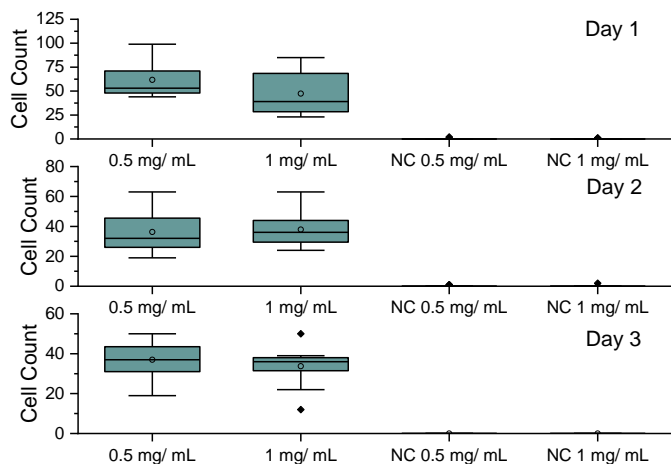 125
100
75
50
25
0
Cell Count
Day 1
0.5 mg/ mL 1 mg/ mL NC 0.5 mg/ mL NC 1 mg/ mL
80
60
40
20
0
Cell Count
Day 2
0.5 mg/ mL 1 mg/ mL NC 0.5 mg/ mL NC 1 mg/ mL
60
40
20
0
Cell Count
Day 3
0.5 mg/ mL 1 mg/ mL NC 0.5 mg/ mL NC 1 mg/ mL